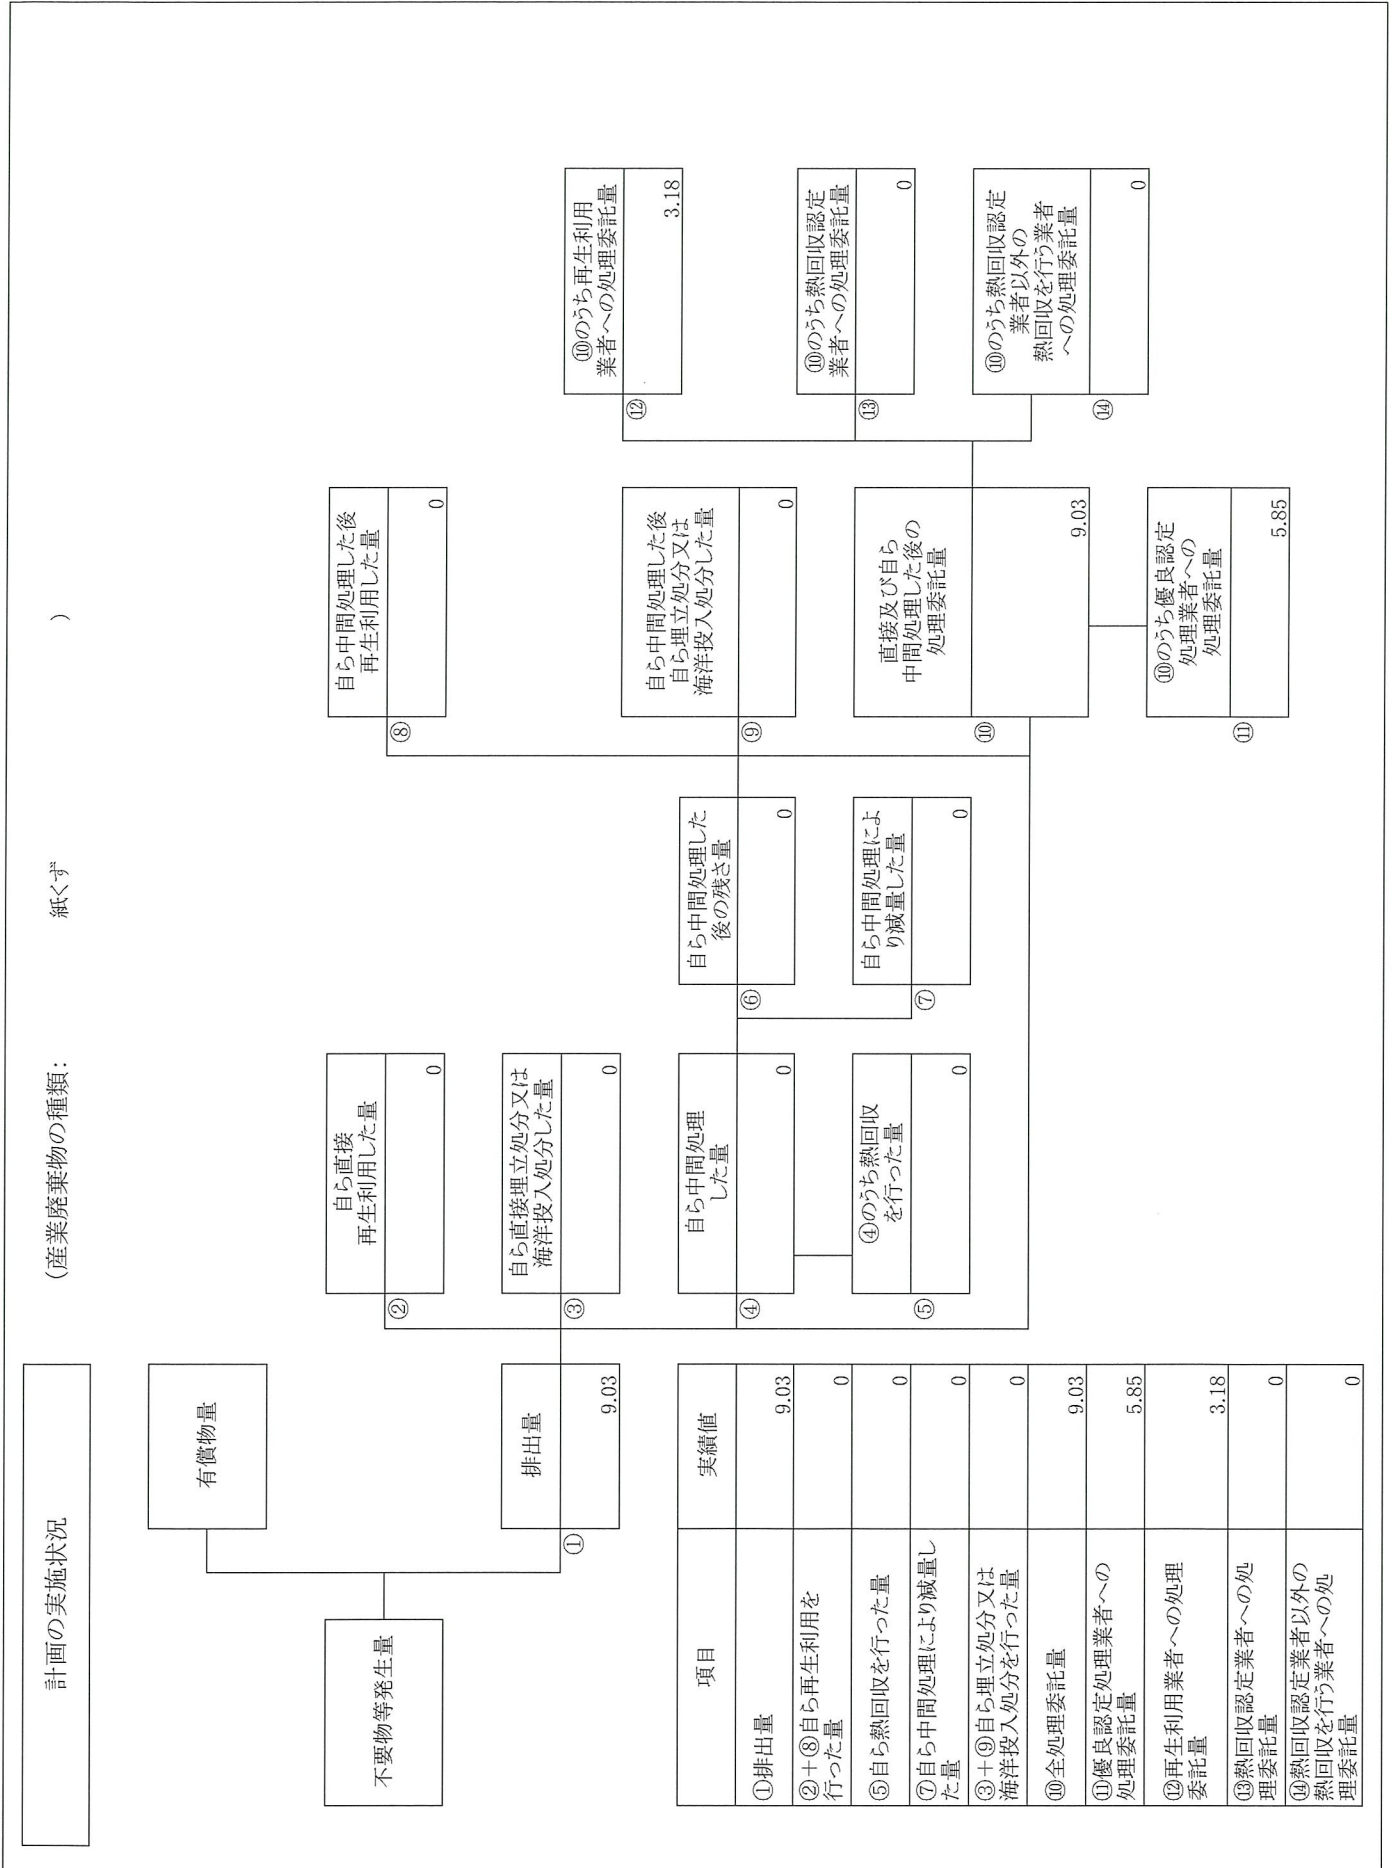 計画の実施状況
(産業廃棄物の種類： 紙くず )
不要物等発生量
有償物量
①
排出量
9.03
②
自ら直接
再生利用した量
0
③
自ら直接埋立処分又は
海洋投入処分した量
0
④
自ら中間処理
した量
0
⑤
④のうち熱回収
を行った量
0
⑥
自ら中間処理した
後の残さ量
0
⑦
自ら中間処理によ
り減量した量
0
⑧
自ら中間処理した後
再生利用した量
0
⑨
自ら中間処理した後
自ら埋立処分又は
海洋投入処分した量
0
⑩
直接及び自ら
中間処理した後の
処理委託量
9.03
⑪
⑩のうち優良認定
処理業者への
処理委託量
5.85
⑫
⑩のうち再生利用
業者への処理委託量
3.18
⑬
⑩のうち熱回収認定
業者への処理委託量
0
⑭
⑩のうち熱回収認定
業者以外の
熱回収を行う業者
への処理委託量
0
項目 実績値
①排出量 9.03
②＋⑧自ら再生利用を
行った量 0
⑤自ら熱回収を行った量 0
⑦自ら中間処理により減量し
た量 0
③＋⑨自ら埋立処分又は
海洋投入処分を行った量 0
⑩全処理委託量 9.03
⑪優良認定処理業者への
処理委託量 5.85
⑫再生利用業者への処理
委託量 3.18
⑬熱回収認定業者への処
理委託量 0
⑭熱回収認定業者以外の
熱回収を行う業者への処
理委託量 0